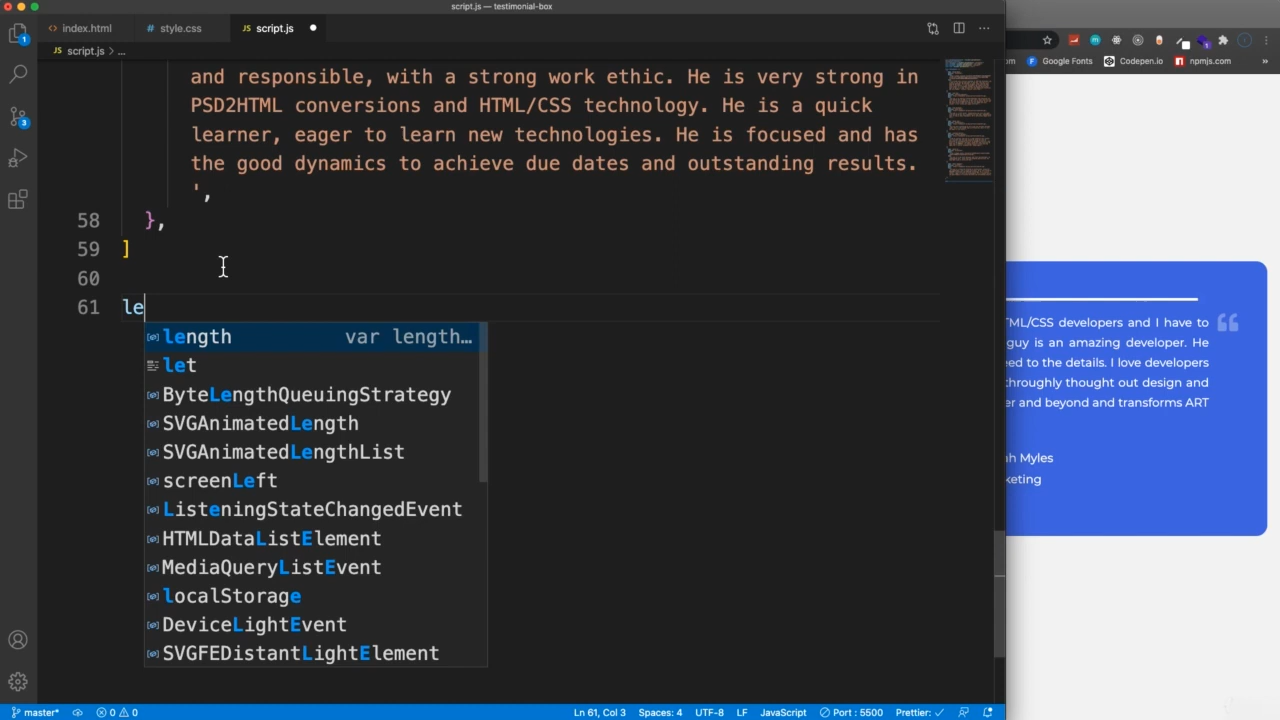 script.js — testimonial-box
index.html
style.css
JS script.js
JS script.js > ...
and responsible, with a strong work ethic. He is very strong in
PSD2HTML conversions and HTML/CSS technology. He is a quick
learner, eager to learn new technologies. He is focused and has
the good dynamics to achieve due dates and outstanding results.
',
58 },
59 ]
60
61 le
length var length…
let
ByteLengthQueuingStrategy
SVGAnimatedLength
SVGAnimatedLengthList
screenLeft
ListeningStateChangedEvent
HTMLDataListElement
MediaQueryListEvent
localStorage
DeviceLightEvent
SVGFEDistantLightElement
1
3
master* 0 0 Ln 61, Col 3 Spaces: 4 UTF-8 LF JavaScript Port : 5500 Prettier: ✓
Google Fonts Codepen.io npmjs.com »
TML/CSS developers and I have to
guy is an amazing developer. He
ed to the details. I love developers
throughly thought out design and
er and beyond and transforms ART
ah Myles
keting